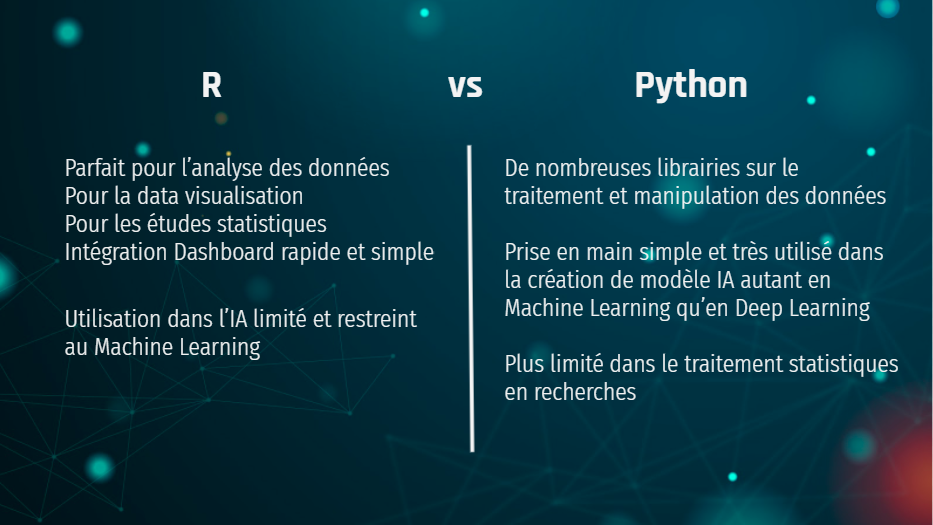 R vs Python
Parfait pour l’analyse des données
Pour la data visualisation
Pour les études statistiques
Intégration Dashboard rapide et simple
Utilisation dans l’IA limité et restreint
au Machine Learning
De nombreuses librairies sur le
traitement et manipulation des données
Prise en main simple et très utilisé dans
la création de modèle IA autant en
Machine Learning qu’en Deep Learning
Plus limité dans le traitement statistiques
en recherches